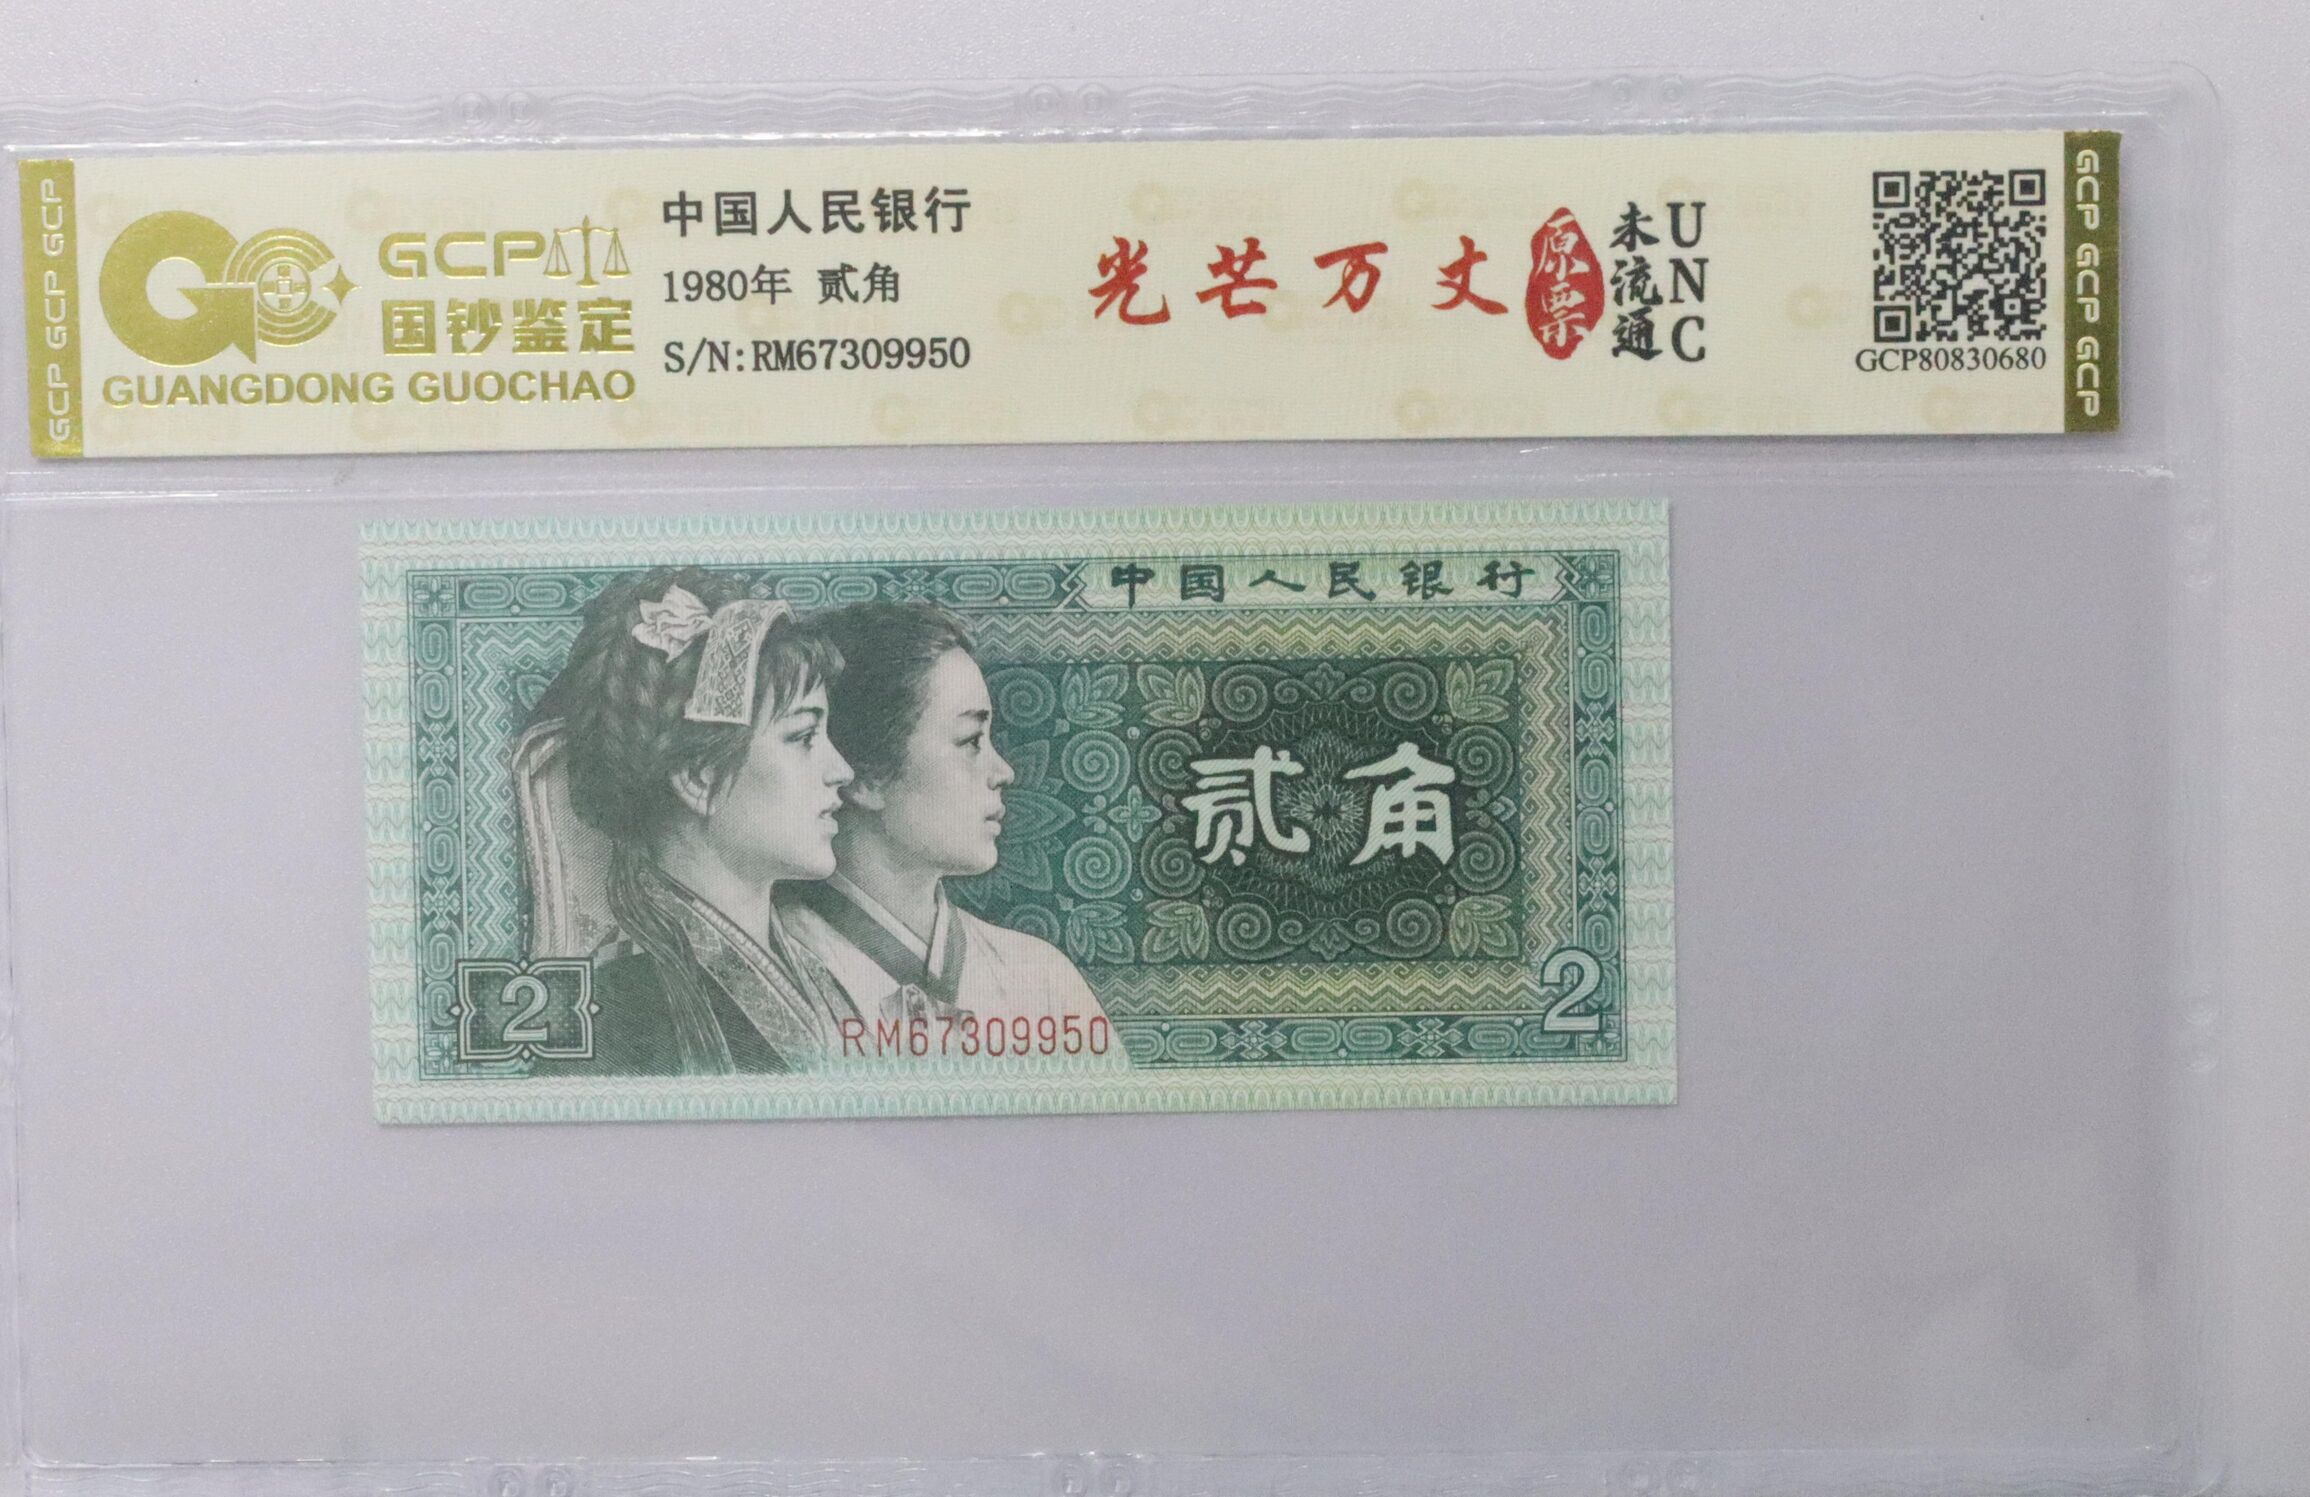 GCP GCP GCP
GCP
国钞鉴定
GUANGDONG GUOCHAO
中国人民银行
1980年 贰角
S/N:RM67309950
光芒万丈
原票
未流通
UNC
GCP80830680
GCP GCP GCP
中国人民银行
贰角
2
2
RM67309950